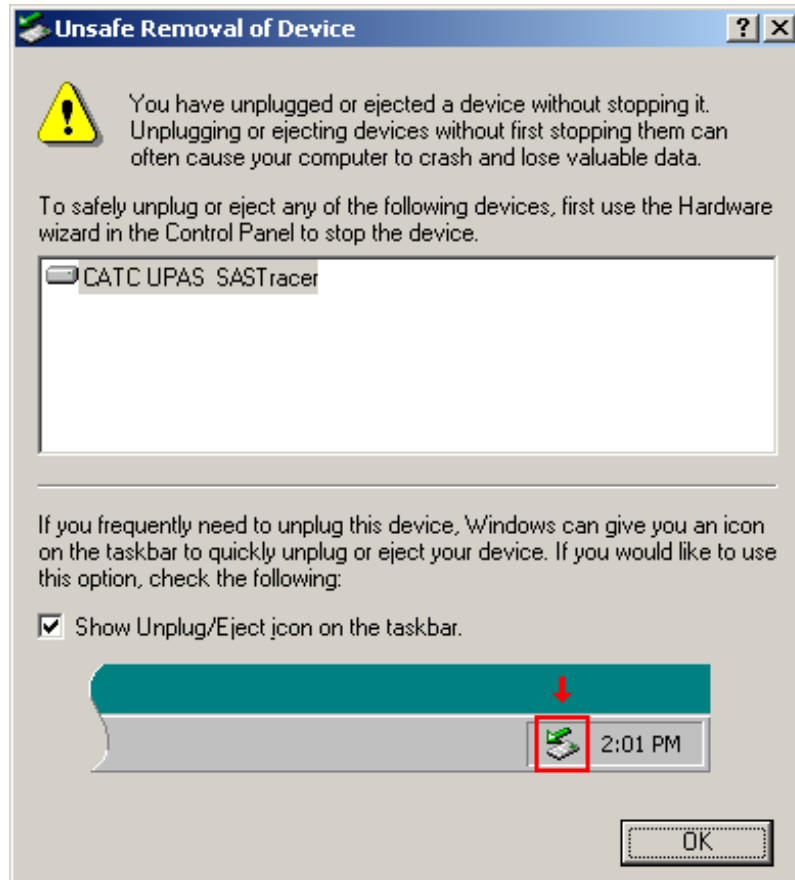 Unsafe Removal of Device
You have unplugged or ejected a device without stopping it.
Unplugging or ejecting devices without first stopping them can
often cause your computer to crash and lose valuable data.
To safely unplug or eject any of the following devices, first use the Hardware
wizard in the Control Panel to stop the device.
CATC UPAS  SASTracer
If you frequently need to unplug this device, Windows can give you an icon
on the taskbar to quickly unplug or eject your device. If you would like to use
this option, check the following:
Show Unplug/Eject icon on the taskbar.
2:01 PM
OK